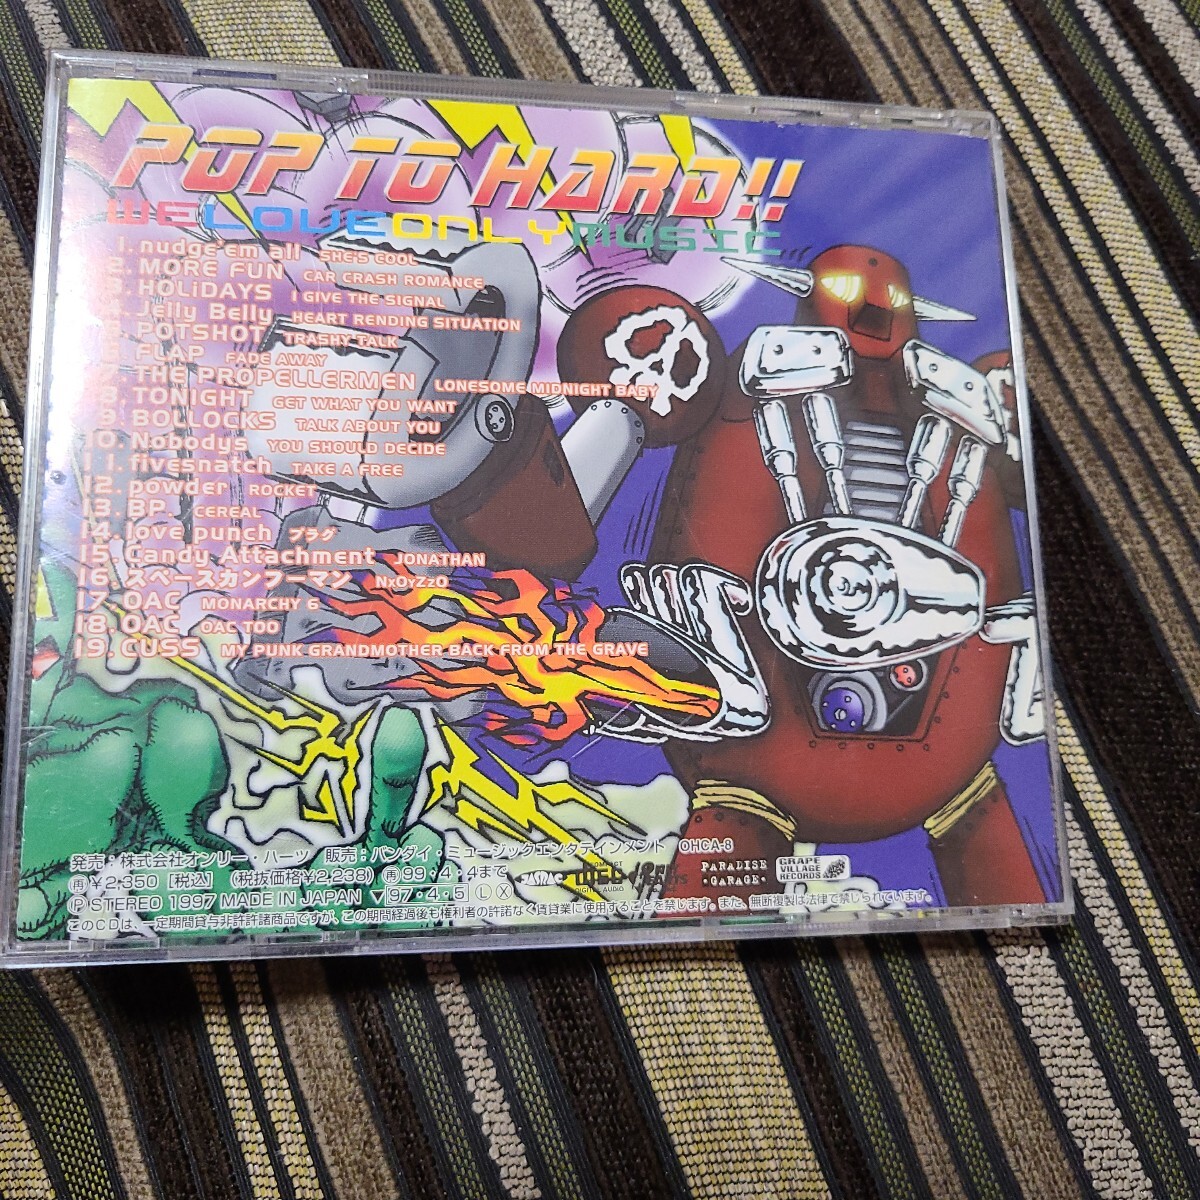 POP TO HARD!!
WELOVEONLYMUSIC
1. nudge'em all SHE'S COOL
2. MORE FUN CAR CRASH ROMANCE
3. HOLiDAYS I GIVE THE SIGNAL
4. Jelly Belly HEART RENDING SITUATION
5. POTSHOT TRASHY TALK
6. FLAP FADE AWAY
7. THE PROPELLERMEN LONESOME MIDNIGHT BABY
8. TONIGHT GET WHAT YOU WANT
9. BOLLOCKS TALK ABOUT YOU
10. Nobodys YOU SHOULD DECIDE
11. fivesnatch TAKE A FREE
12. powder ROCKET
13. BP. CEREAL
14. love punch プラグ
15. Candy Attachment JONATHAN
16. スペースカンフーマン NxOyZzO
17. OAC MONARCHY 6
18. OAC OAC TOO
19. CUSS MY PUNK GRANDMOTHER BACK FROM THE GRAVE
発売：株式会社オンリー・ハーツ 販売：バンダイ・ミュージックエンタテインメント OHCA-8
再¥2,350 [税込] (税抜価格¥2,238) 再99・4・4まで
Ⓟ STEREO 1997 MADE IN JAPAN ▽97・4・5 Ⓛ Ⓧ
このCDは、一定期間貸与非許諾商品ですが、この期間経過後も権利者の許諾なく賃貸業に使用することを禁じます。また、無断複製は法律で禁じられています。
JASRAC
DIGITAL AUDIO
PARADISE
・GARAGE・
GRAPE
VILLAGE
RECORDS